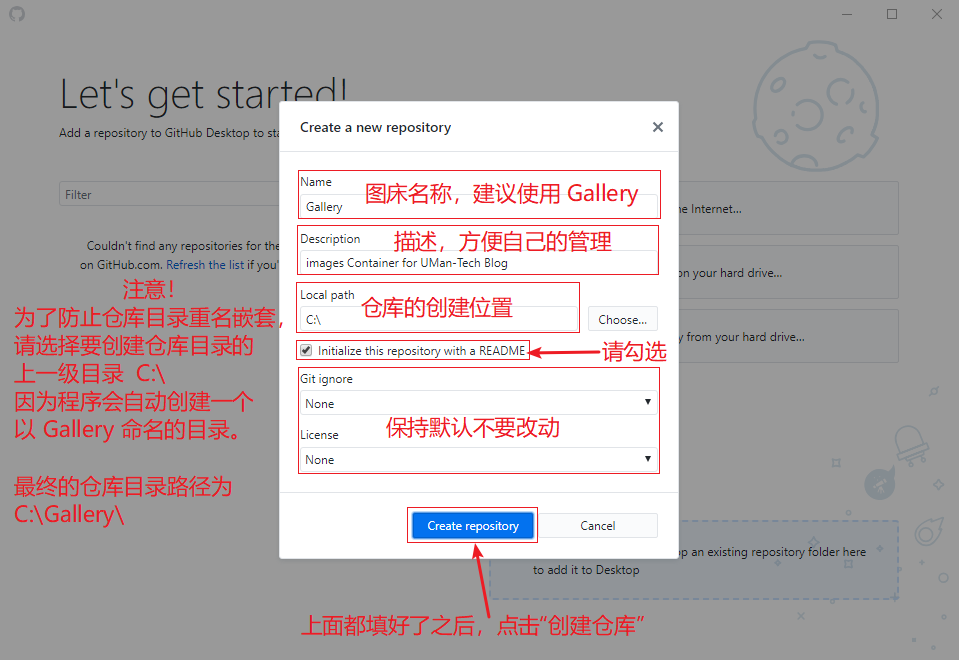 Let's get started!
Add a repository to GitHub Desktop to sta
Filter
Couldn't find any repositories for the
on GitHub.com. Refresh the list if you'
注意！
为了防止仓库目录重名嵌套，
请选择要创建仓库目录的
上一级目录 C:\
因为程序会自动创建一个
以 Gallery 命名的目录。
最终的仓库目录路径为
C:\Gallery\
Create a new repository
Name
图床名称，建议使用 Gallery
Gallery
Description
描述，方便自己的管理
images Container for UMan-Tech Blog
Local path
仓库的创建位置
C:\
Choose...
Initialize this repository with a README
请勾选
Git ignore
None
保持默认不要改动
License
None
Create repository
Cancel
上面都填好了之后，点击“创建仓库”
he Internet...
on your hard drive...
y from your hard drive...
op an existing repository folder here
to add it to Desktop